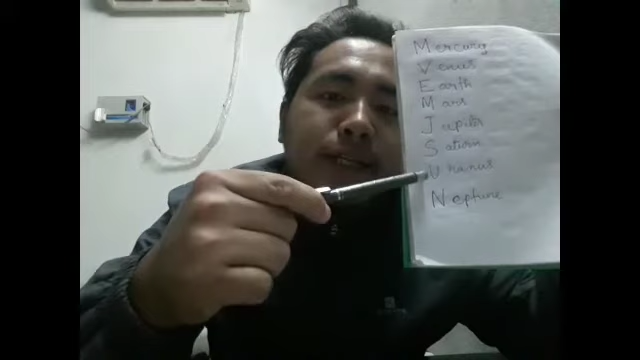 Mercury
Venus
Earth
Mars
Jupiter
Saturn
Uranus
Neptune